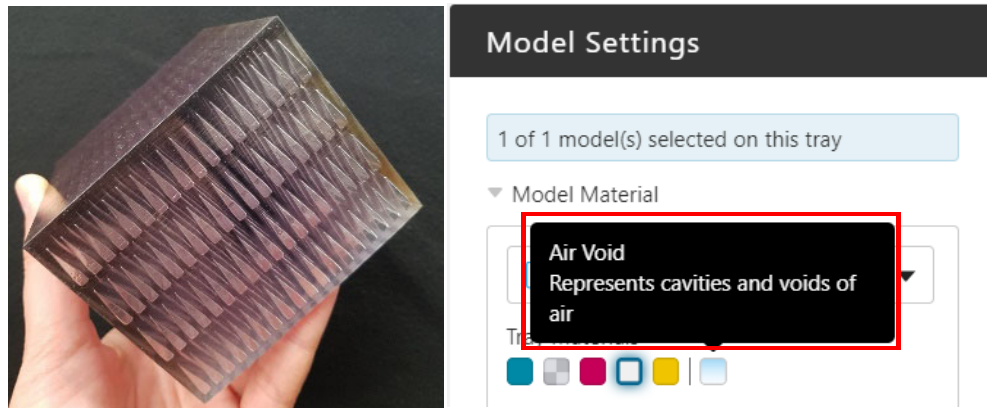 Model Settings
1 of 1 model(s) selected on this tray
Model Material
Air Void
Represents cavities and voids of
air